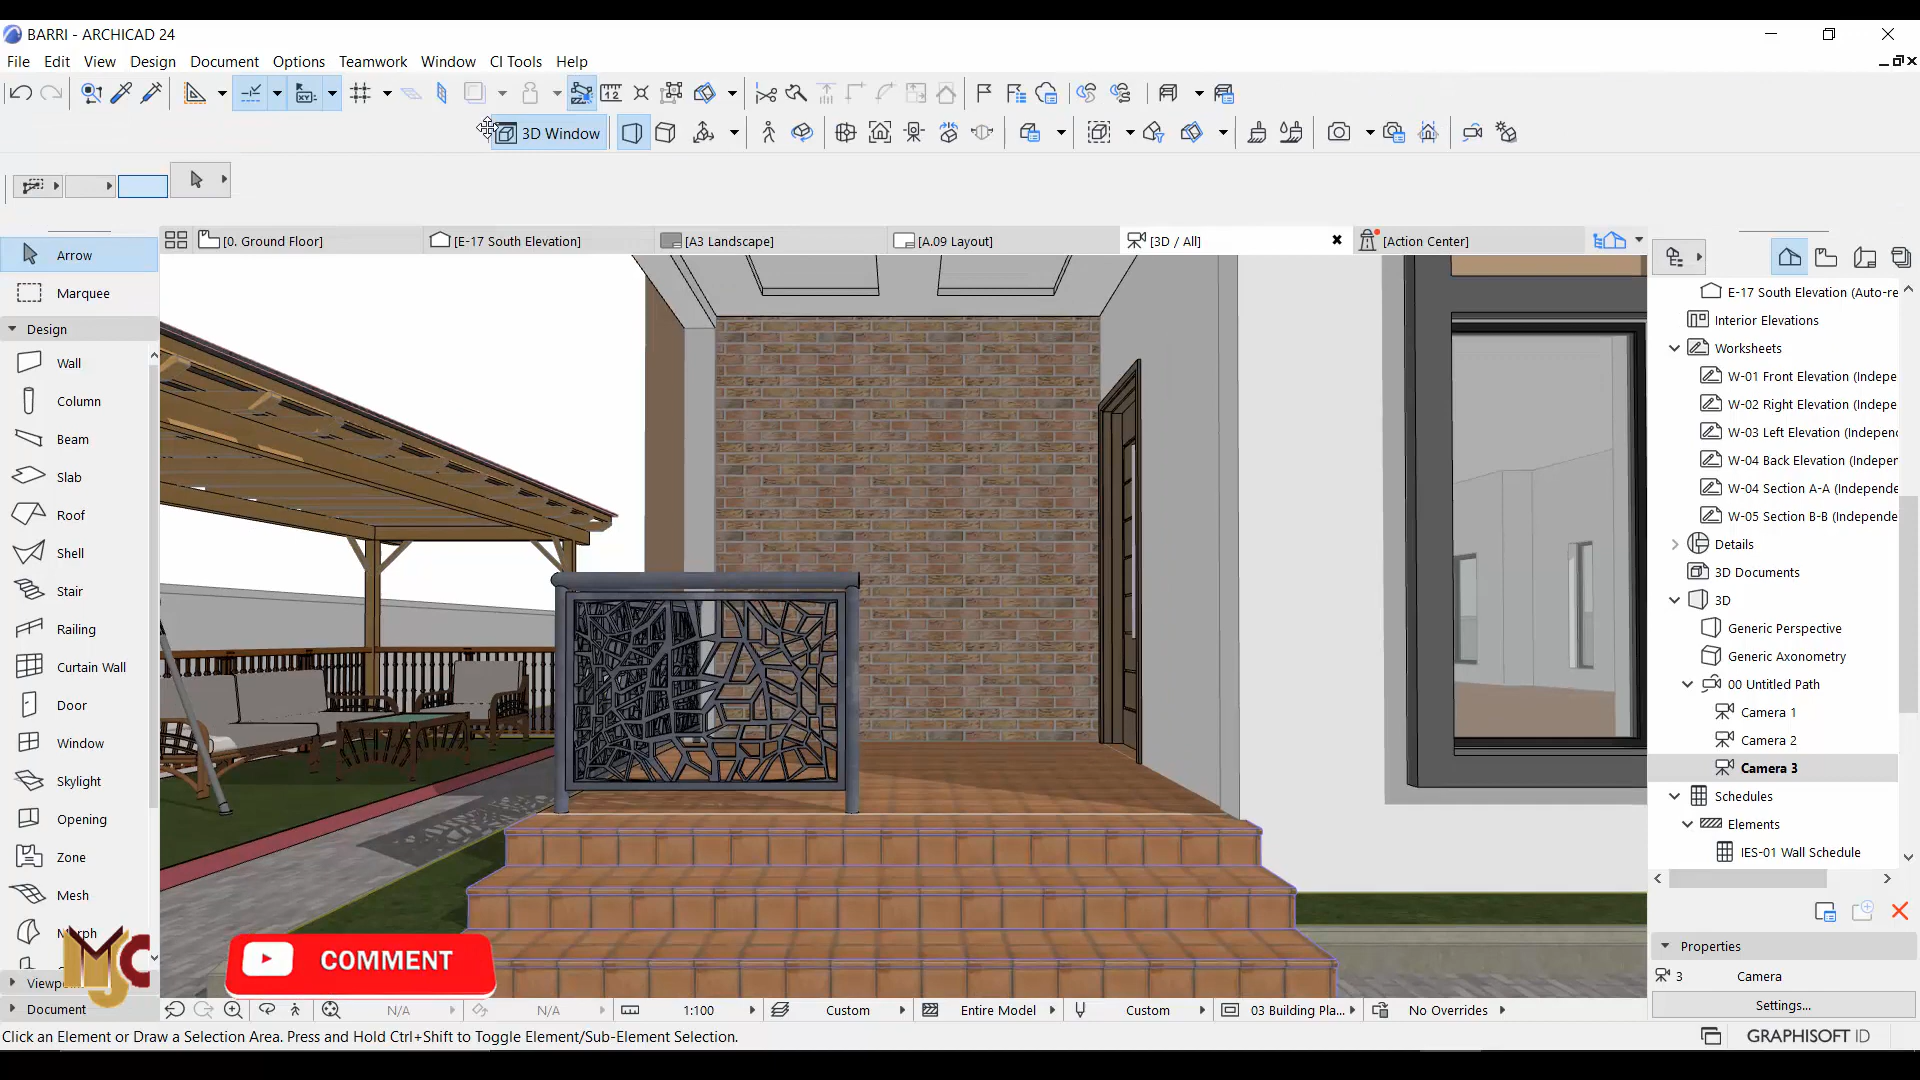 BARRI - ARCHICAD 24
File Edit View Design Document Options Teamwork Window CI Tools Help
3D Window
[0. Ground Floor] [E-17 South Elevation] [A3 Landscape] [A.09 Layout] [3D / All] [Action Center]
Arrow
Marquee
Design
Wall
Column
Beam
Slab
Roof
Shell
Stair
Railing
Curtain Wall
Door
Window
Skylight
Opening
Zone
Mesh
Document
MJC
COMMENT
E-17 South Elevation (Auto-re
Interior Elevations
Worksheets
W-01 Front Elevation (Indepe
W-02 Right Elevation (Indepe
W-03 Left Elevation (Indepen
W-04 Back Elevation (Indepen
W-04 Section A-A (Independe
W-05 Section B-B (Independe
Details
3D Documents
3D
Generic Perspective
Generic Axonometry
00 Untitled Path
Camera 1
Camera 2
Camera 3
Schedules
Elements
IES-01 Wall Schedule
Properties
3 Camera
Settings...
N/A N/A 1:100 Custom Entire Model Custom 03 Building Pla... No Overrides
Click an Element or Draw a Selection Area. Press and Hold Ctrl+Shift to Toggle Element/Sub-Element Selection.
GRAPHISOFT ID